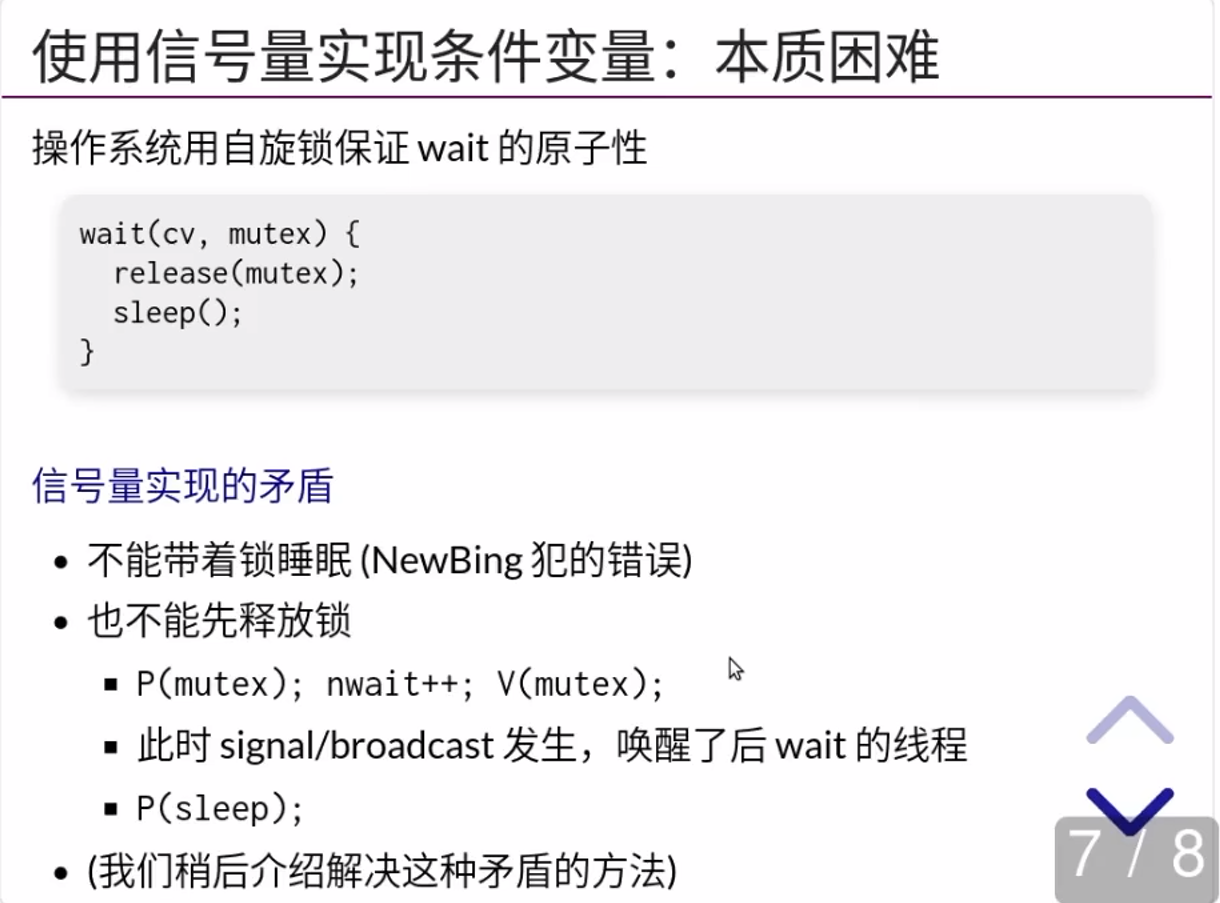 使用信号量实现条件变量：本质困难
操作系统用自旋锁保证 wait 的原子性
wait(cv, mutex) {
  release(mutex);
  sleep();
}
信号量实现的矛盾
• 不能带着锁睡眠 (NewBing 犯的错误)
• 也不能先释放锁
▪ P(mutex); nwait++; V(mutex);
▪ 此时 signal/broadcast 发生，唤醒了后 wait 的线程
▪ P(sleep);
• (我们稍后介绍解决这种矛盾的方法)
7 / 8